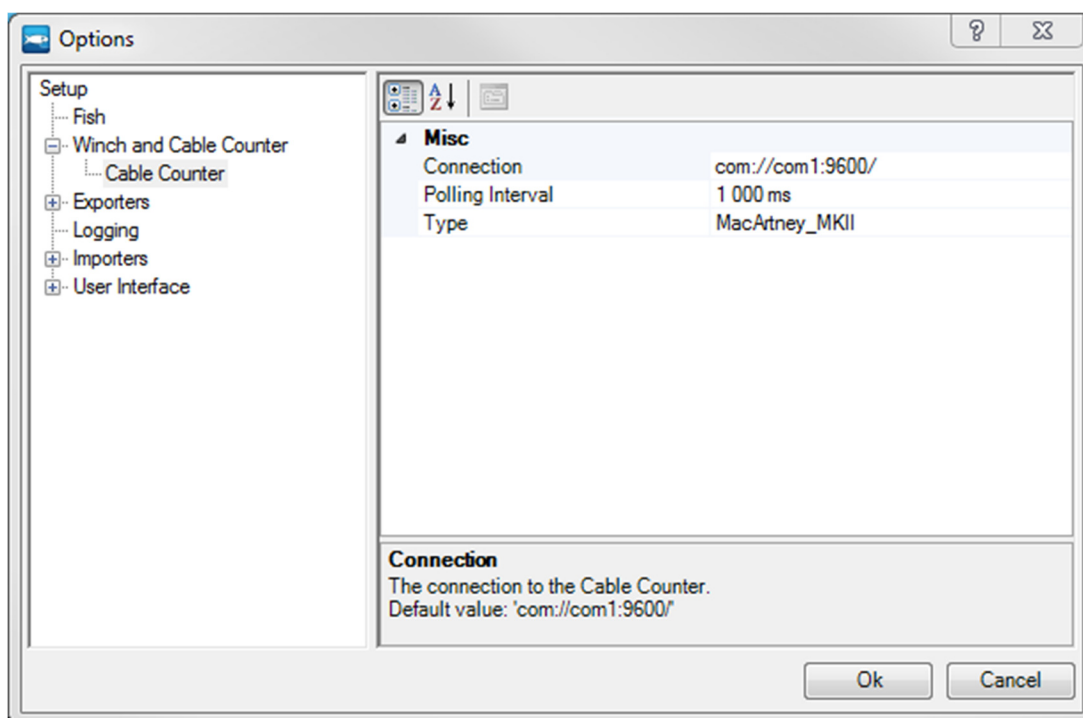 Options
Setup
Fish
Winch and Cable Counter
Cable Counter
Exporters
Logging
Importers
User Interface
Misc
Connection com://com1:9600/
Polling Interval 1 000 ms
Type MacArtney_MKII
Connection
The connection to the Cable Counter.
Default value: 'com://com1:9600/'
Ok Cancel